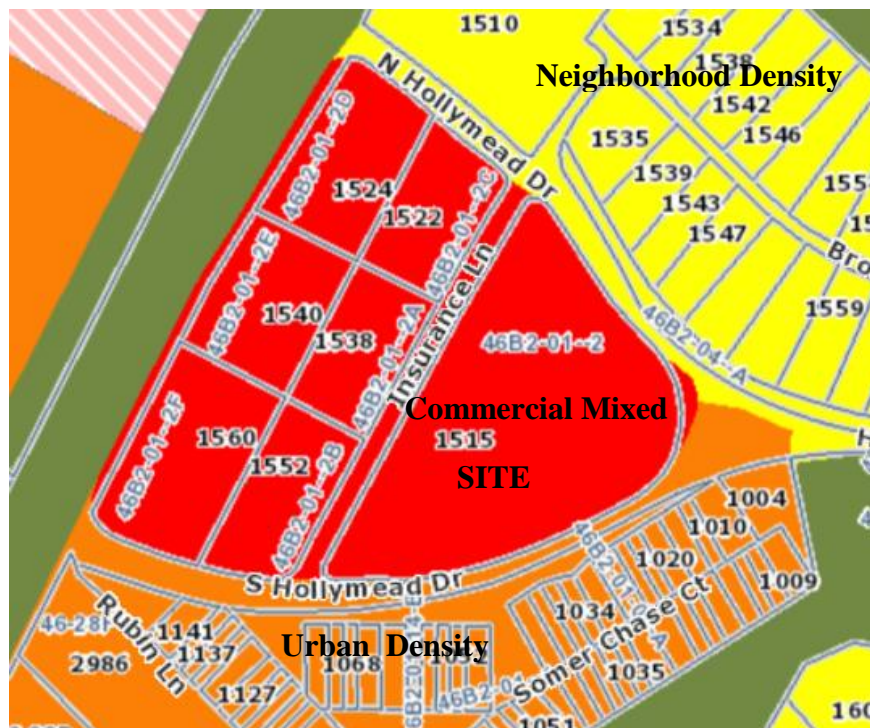 1510
1534
1538
Neighborhood Density
N Hollymead Dr
1542
1546
1535
46B2-01--2D
1524
1539
1522
46B2-01--2C
1543
1547
Bro
46B2-01--2E
1540
1538
46B2-01--2A
Insurance Ln
46B2-01--2
46B2-04--A
1559
Commercial Mixed
1515
SITE
46B2-01--2F
1560
1552
46B2-01--2B
H
1004
1010
1020
1009
S Hollymead Dr
1034
Somer Chase Ct
1035
Rubin Ln
1141
1137
2986
1127
Urban Density
1068
1051